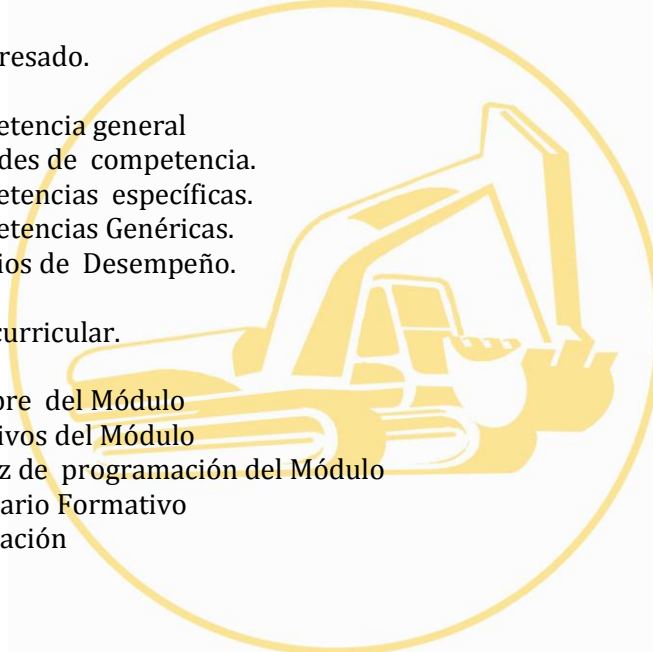 resado.
etencia general
des de competencia.
etencias específicas.
etencias Genéricas.
ios de Desempeño.
curricular.
bre del Módulo
ivos del Módulo
z de programación del Módulo
ario Formativo
ación